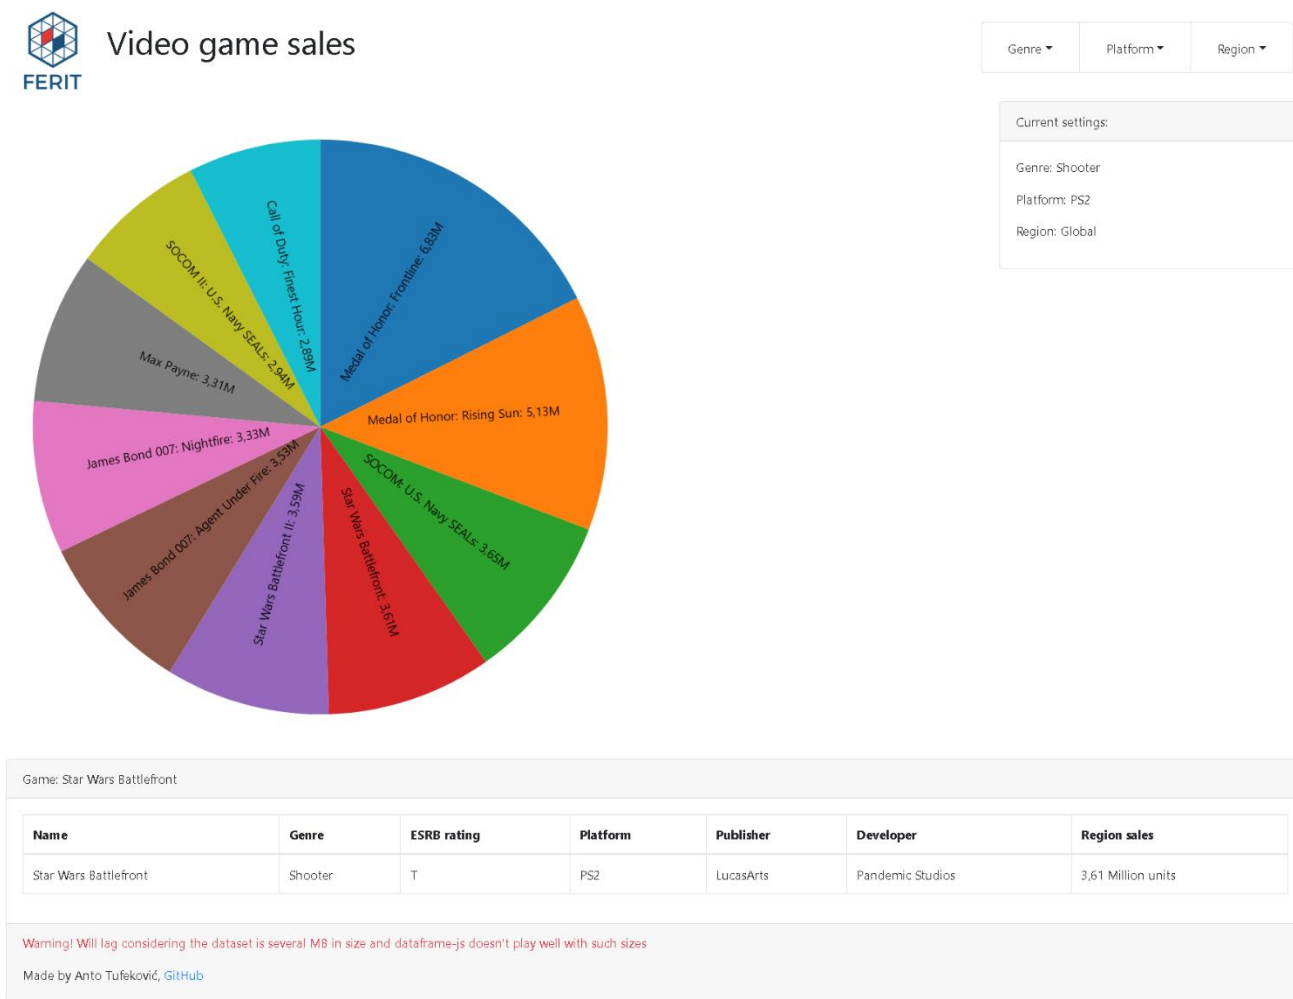 FERIT
Video game sales
Genre
Platform
Region
Current settings:
Genre: Shooter
Platform: PS2
Region: Global
Medal of Honor: Frontline: 6,83M
Medal of Honor: Rising Sun: 5,13M
SOCOM: U.S. Navy SEALs: 3,65M
Star Wars Battlefront: 3,61M
Star Wars Battlefront II: 3,59M
James Bond 007: Agent Under Fire: 3,53M
James Bond 007: Nightfire: 3,33M
Max Payne: 3,31M
SOCOM II: U.S. Navy SEALs: 2,94M
Call of Duty: Finest Hour: 2,89M
Game: Star Wars Battlefront
Name Genre ESRB rating Platform Publisher Developer Region sales
Star Wars Battlefront Shooter T PS2 LucasArts Pandemic Studios 3,61 Million units
Warning! Will lag considering the dataset is several MB in size and dataframe-js doesn't play well with such sizes
Made by Anto Tufeković, GitHub